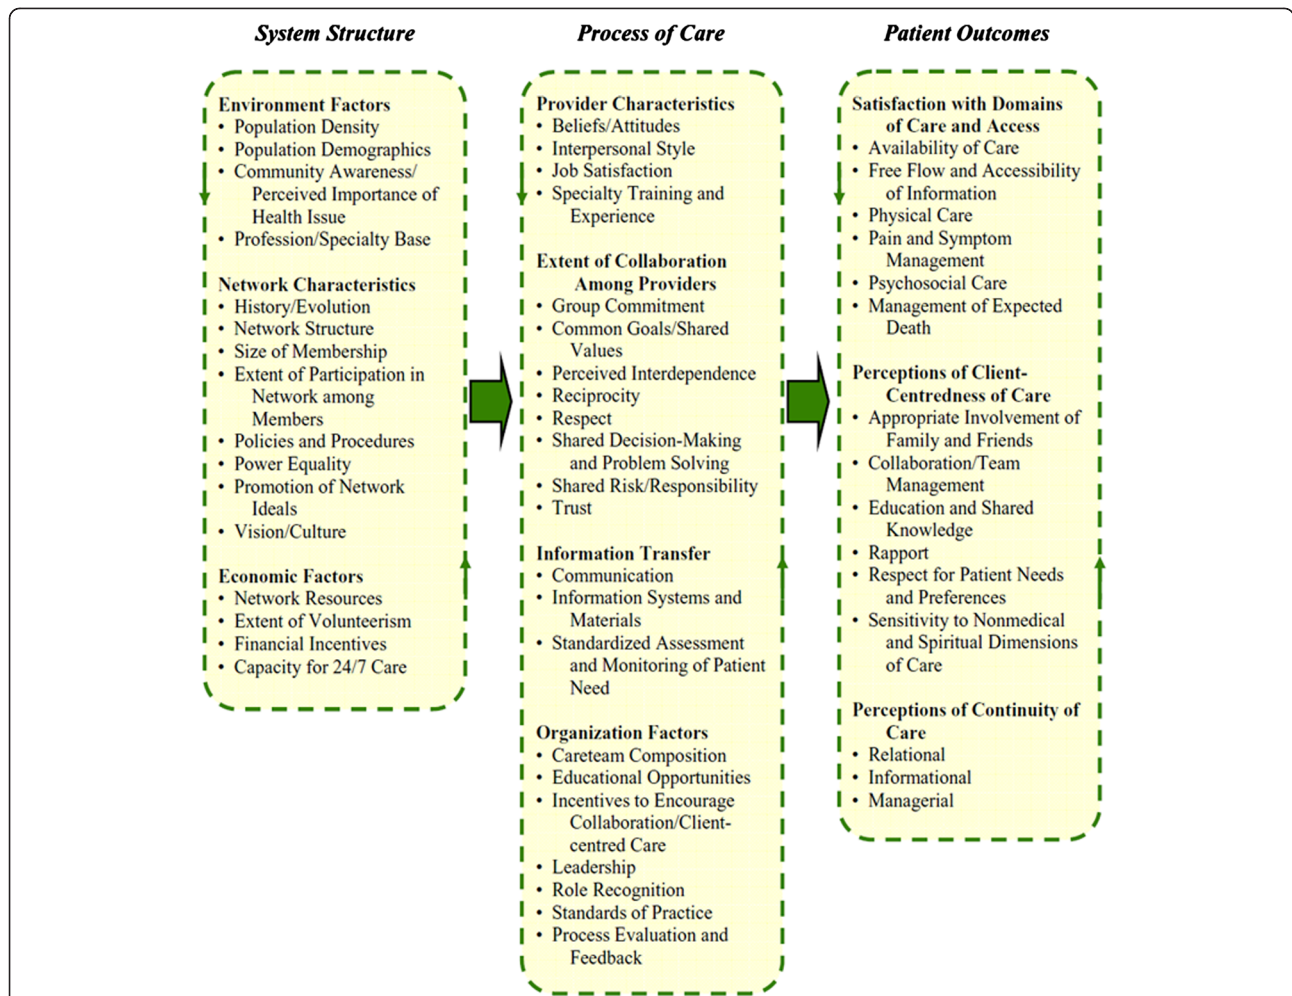 System Structure
Process of Care
Patient Outcomes
Environment Factors
• Population Density
• Population Demographics
• Community Awareness/
Perceived Importance of
Health Issue
• Profession/Specialty Base
Network Characteristics
• History/Evolution
• Network Structure
• Size of Membership
• Extent of Participation in
Network among
Members
• Policies and Procedures
• Power Equality
• Promotion of Network
Ideals
• Vision/Culture
Economic Factors
• Network Resources
• Extent of Volunteerism
• Financial Incentives
• Capacity for 24/7 Care
Provider Characteristics
• Beliefs/Attitudes
• Interpersonal Style
• Job Satisfaction
• Specialty Training and
Experience
Extent of Collaboration
Among Providers
• Group Commitment
• Common Goals/Shared
Values
• Perceived Interdependence
• Reciprocity
• Respect
• Shared Decision-Making
and Problem Solving
• Shared Risk/Responsibility
• Trust
Information Transfer
• Communication
• Information Systems and
Materials
• Standardized Assessment
and Monitoring of Patient
Need
Organization Factors
• Careteam Composition
• Educational Opportunities
• Incentives to Encourage
Collaboration/Client-
centred Care
• Leadership
• Role Recognition
• Standards of Practice
• Process Evaluation and
Feedback
Satisfaction with Domains
of Care and Access
• Availability of Care
• Free Flow and Accessibility
of Information
• Physical Care
• Pain and Symptom
Management
• Psychosocial Care
• Management of Expected
Death
Perceptions of Client-
Centredness of Care
• Appropriate Involvement of
Family and Friends
• Collaboration/Team
Management
• Education and Shared
Knowledge
• Rapport
• Respect for Patient Needs
and Preferences
• Sensitivity to Nonmedical
and Spiritual Dimensions
of Care
Perceptions of Continuity of
Care
• Relational
• Informational
• Managerial